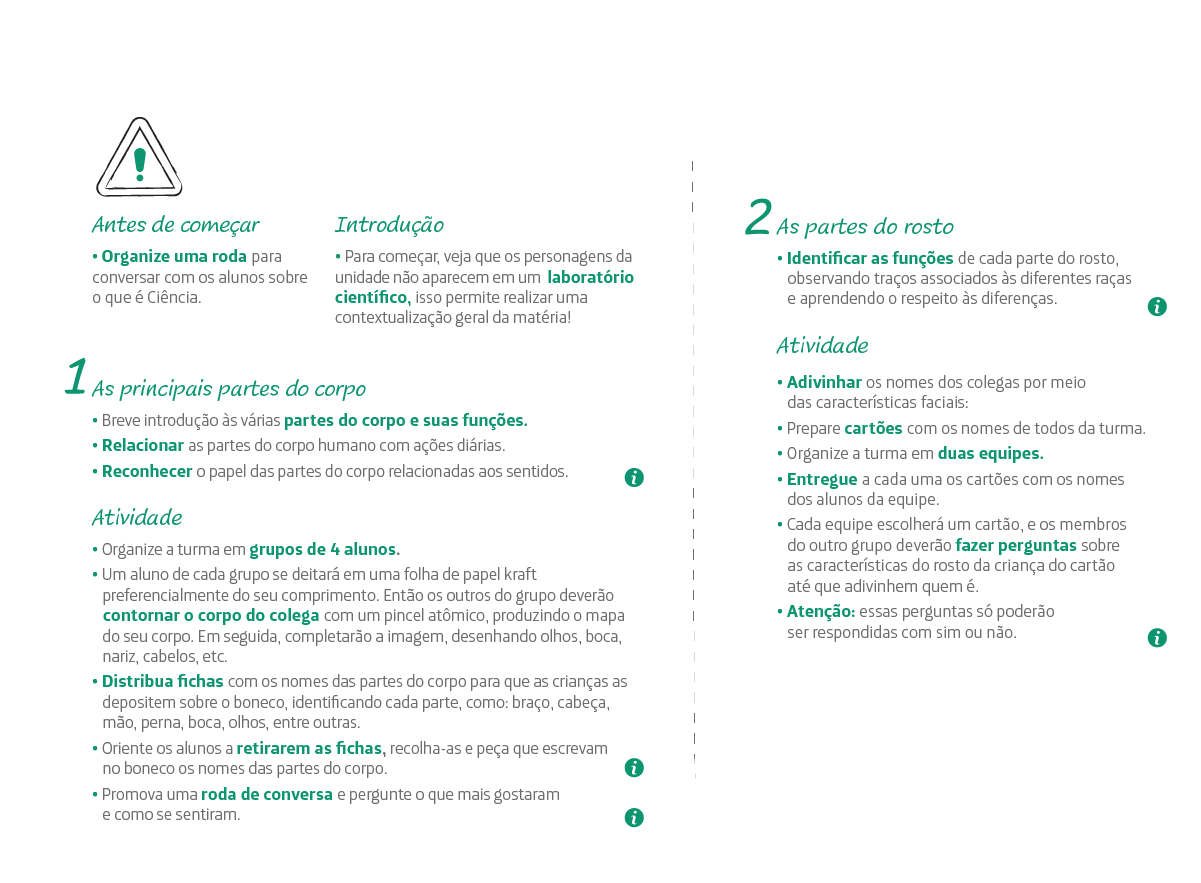 Antes de começar
• Organize uma roda para
conversar com os alunos sobre
o que é Ciência.
Introdução
• Para começar, veja que os personagens da
unidade não aparecem em um laboratório
científico, isso permite realizar uma
contextualização geral da matéria!
1 As principais partes do corpo
• Breve introdução às várias partes do corpo e suas funções.
• Relacionar as partes do corpo humano com ações diárias.
• Reconhecer o papel das partes do corpo relacionadas aos sentidos.
i
Atividade
• Organize a turma em grupos de 4 alunos.
• Um aluno de cada grupo se deitará em uma folha de papel kraft
preferencialmente do seu comprimento. Então os outros do grupo deverão
contornar o corpo do colega com um pincel atômico, produzindo o mapa
do seu corpo. Em seguida, completarão a imagem, desenhando olhos, boca,
nariz, cabelos, etc.
• Distribua fichas com os nomes das partes do corpo para que as crianças as
depositem sobre o boneco, identificando cada parte, como: braço, cabeça,
mão, perna, boca, olhos, entre outras.
• Oriente os alunos a retirarem as fichas, recolha-as e peça que escrevam
no boneco os nomes das partes do corpo.
i
• Promova uma roda de conversa e pergunte o que mais gostaram
e como se sentiram.
i
2 As partes do rosto
• Identificar as funções de cada parte do rosto,
observando traços associados às diferentes raças
e aprendendo o respeito às diferenças.
i
Atividade
• Adivinhar os nomes dos colegas por meio
das características faciais:
• Prepare cartões com os nomes de todos da turma.
• Organize a turma em duas equipes.
• Entregue a cada uma os cartões com os nomes
dos alunos da equipe.
• Cada equipe escolherá um cartão, e os membros
do outro grupo deverão fazer perguntas sobre
as características do rosto da criança do cartão
até que adivinhem quem é.
• Atenção: essas perguntas só poderão
ser respondidas com sim ou não.
i